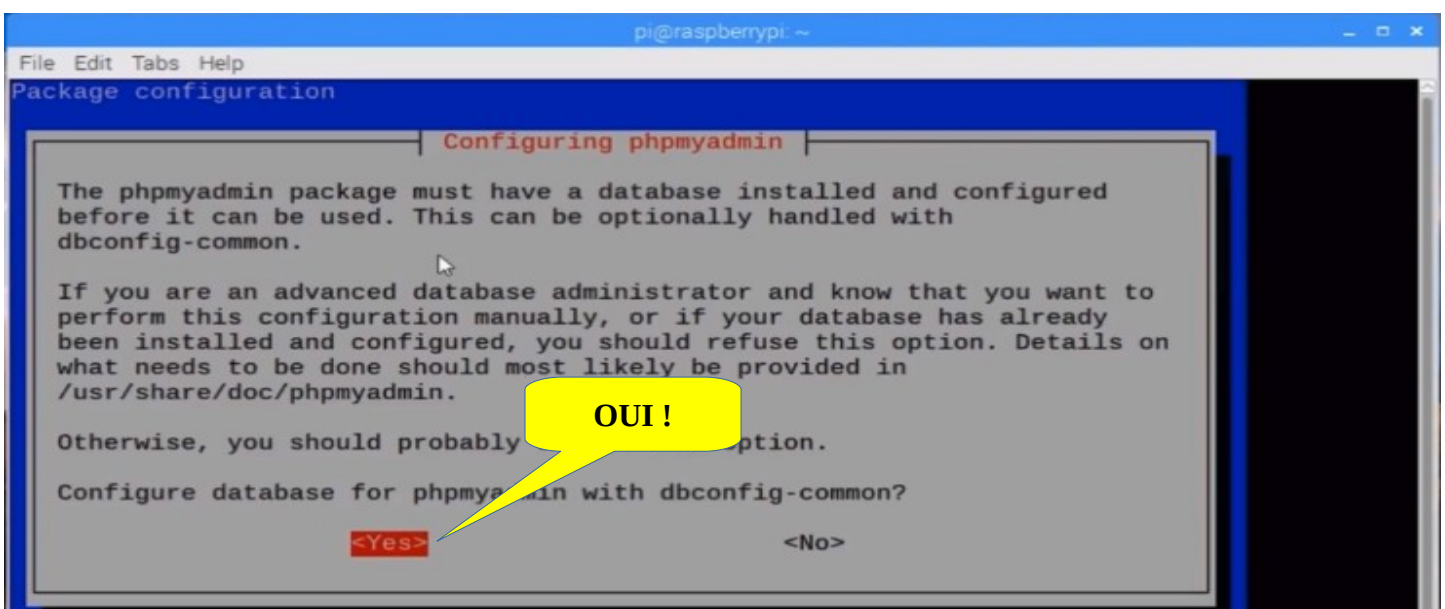 pi@raspberrypi: ~
File Edit Tabs Help
Package configuration
Configuring phpmyadmin
The phpmyadmin package must have a database installed and configured
before it can be used. This can be optionally handled with
dbconfig-common.
If you are an advanced database administrator and know that you want to
perform this configuration manually, or if your database has already
been installed and configured, you should refuse this option. Details on
what needs to be done should most likely be provided in
/usr/share/doc/phpmyadmin.
OUI !
Otherwise, you should probably ption.
Configure database for phpmyadmin with dbconfig-common?
<Yes> <No>